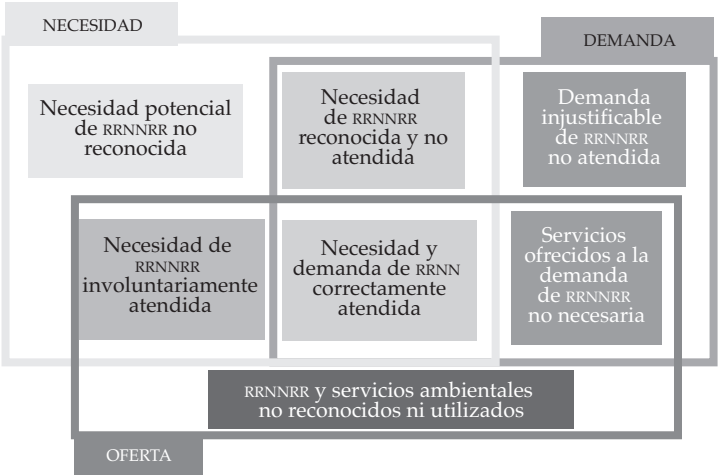 NECESIDAD
DEMANDA
Necesidad potencial
de RRNNRR no
reconocida
Necesidad
de RRNNRR
reconocida y no
atendida
Demanda
injustificable
de RRNNRR
no atendida
Necesidad de
RRNNRR
involuntariamente
atendida
Necesidad y
demanda de RRNN
correctamente
atendida
Servicios
ofrecidos a la
demanda
de RRNNRR
no necesaria
RRNNRR y servicios ambientales
no reconocidos ni utilizados
OFERTA